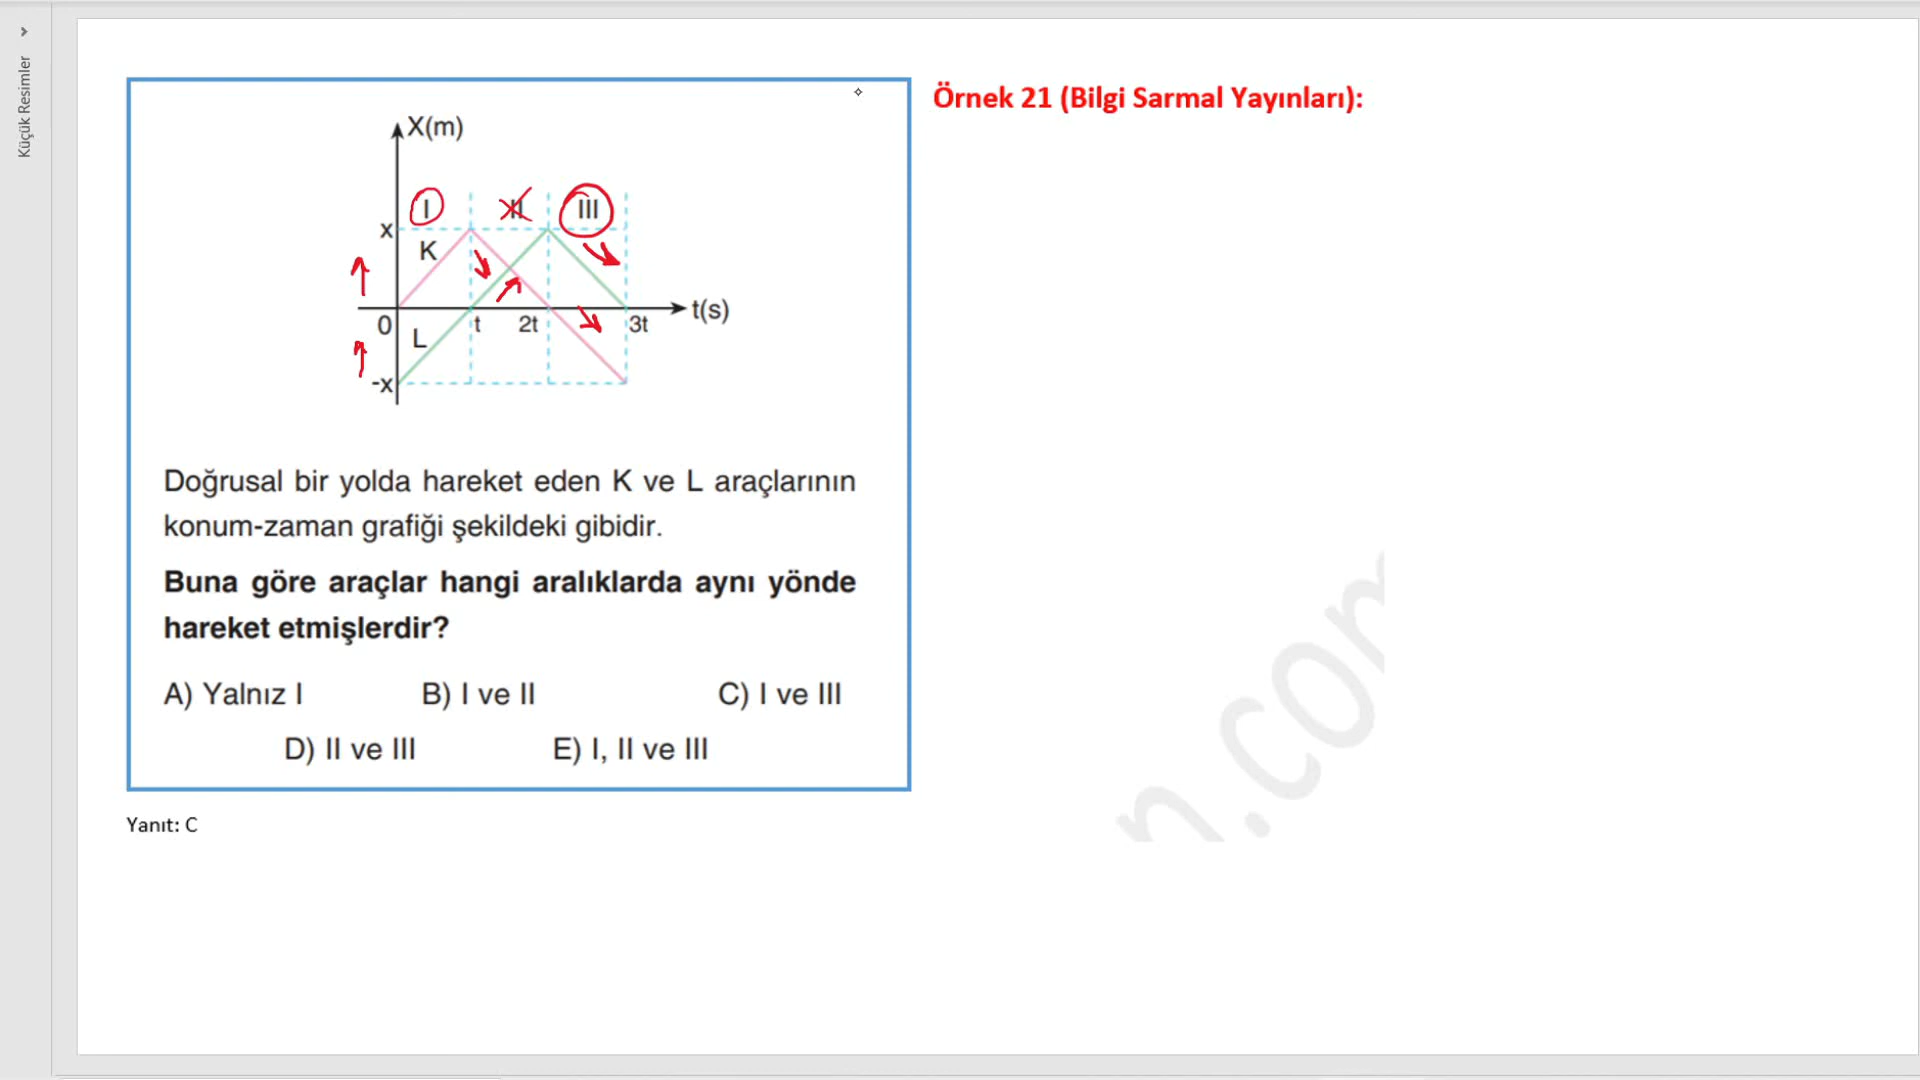 Küçük Resimler
Örnek 21 (Bilgi Sarmal Yayınları):
X(m)
I II III
x
K
0 t 2t 3t t(s)
L
-x
Doğrusal bir yolda hareket eden K ve L araçlarının
konum-zaman grafiği şekildeki gibidir.
Buna göre araçlar hangi aralıklarda aynı yönde
hareket etmişlerdir?
A) Yalnız I B) I ve II C) I ve III
D) II ve III E) I, II ve III
Yanıt: C
n.com